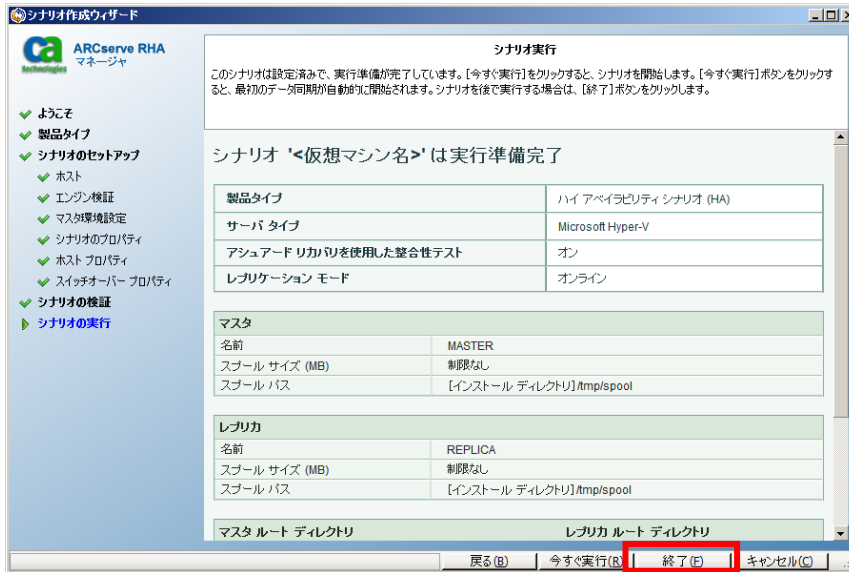 シナリオ作成ウィザード
ca technologies
ARCserve RHA
マネージャ
ようこそ
製品タイプ
シナリオのセットアップ
ホスト
エンジン検証
マスタ環境設定
シナリオのプロパティ
ホスト プロパティ
スイッチオーバー プロパティ
シナリオの検証
シナリオの実行
シナリオ実行
このシナリオは設定済みで、実行準備が完了しています。[今すぐ実行]をクリックすると、シナリオを開始します。[今すぐ実行]ボタンをクリックす
ると、最初のデータ同期が自動的に開始されます。シナリオを後で実行する場合は、[終了]ボタンをクリックします。
シナリオ '<仮想マシン名>' は実行準備完了
製品タイプ ハイ アベイラビリティ シナリオ (HA)
サーバ タイプ Microsoft Hyper-V
アシュアード リカバリを使用した整合性テスト オン
レプリケーション モード オンライン
マスタ
名前 MASTER
スプール サイズ (MB) 制限なし
スプール パス [インストール ディレクトリ]/tmp/spool
レプリカ
名前 REPLICA
スプール サイズ (MB) 制限なし
スプール パス [インストール ディレクトリ]/tmp/spool
マスタ ルート ディレクトリ レプリカ ルート ディレクトリ
戻る(B) 今すぐ実行(R) 終了(F) キャンセル(C)